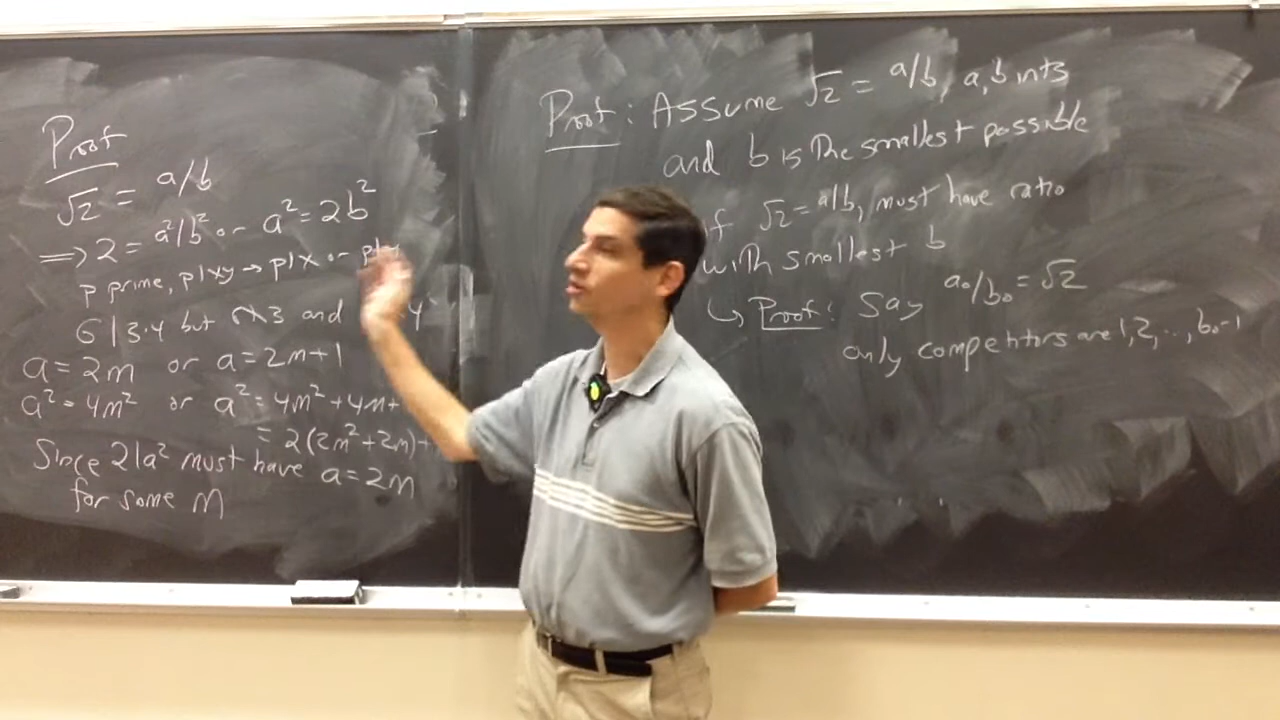 Proof
√2 = a/b
⟹ 2 = a²/b² or a² = 2b²
p prime, p|xy → p|x or p|y
6|3·4 but 6∤3 and 4
a = 2m or a = 2m+1
a² = 4m² or a² = 4m² + 4m+
= 2(2m²+2m)+
Since 2|a² must have a = 2m
for some m
Proof: Assume √2 = a/b, a,b ints
and b is the smallest possible
if √2 = a/b, must have ratio
with smallest b
↳ Proof: Say a₀/b₀ = √2
only competitors are 1,2,...,b₀-1